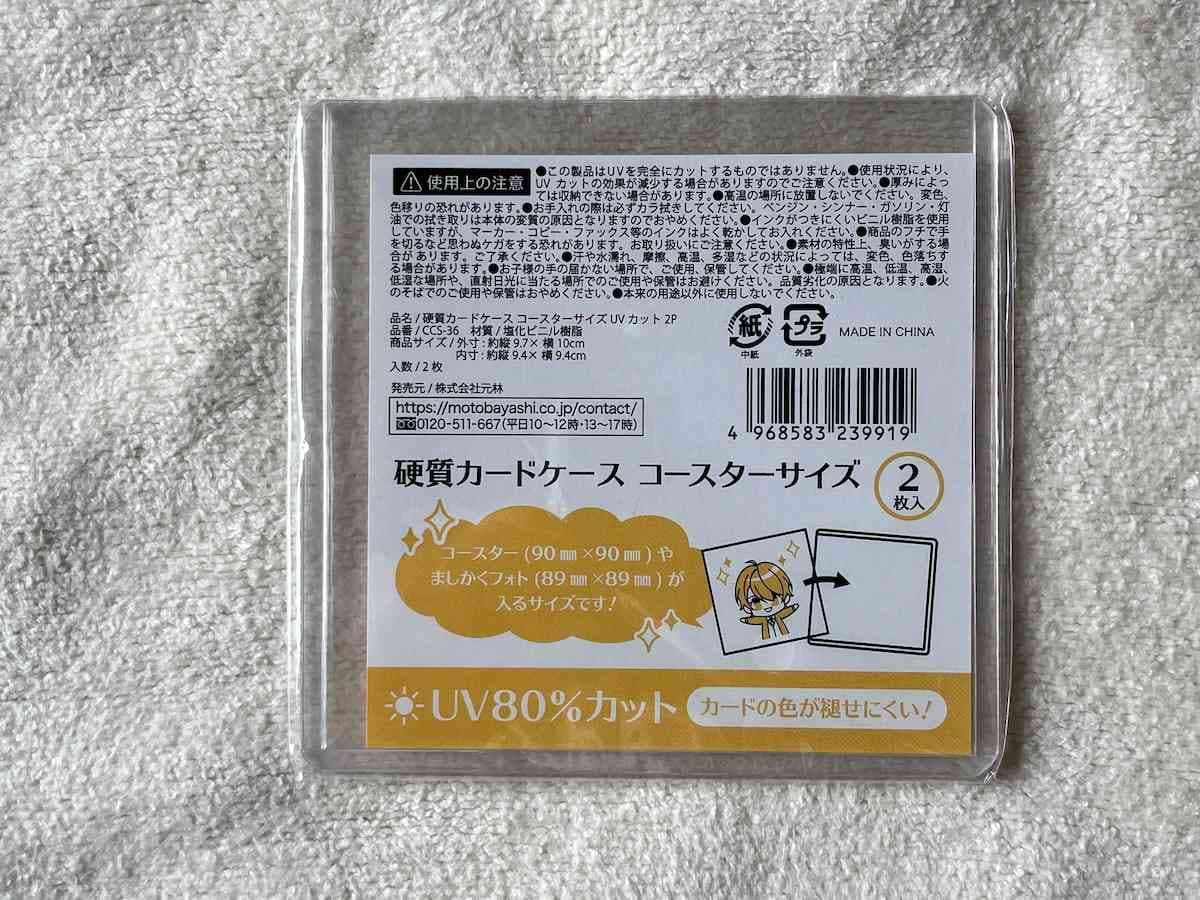 使用上の注意
●この製品はUVを完全にカットするものではありません。●使用状況により、
UV カットの効果が減少する場合がありますのでご注意ください。●厚みによっ
ては収納できない場合があります。●高温の場所に放置しないでください。変色、
色移りの恐れがあります。●お手入れの際は必ずカラ拭きしてください。ベンジン・シンナー・ガソリン・灯
油での拭き取りは本体の変質の原因となりますのでおやめください。●インクがつきにくいビニル樹脂を使用
していますが、マーカー・コピー・ファックス等のインクはよく乾かしてお入れください。●商品のフチで手
を切るなど思わぬケガをする恐れがあります。お取り扱いにご注意ください。●素材の特性上、臭いがする場
合があります。ご了承ください。●汗や水濡れ、摩擦、高温、多湿などの状況によっては、変色、色落ちす
る場合があります。●お子様の手の届かない場所で、ご使用、保管してください。●極端に高温、低温、高湿、
低湿な場所や、直射日光に当たる場所でのご使用や保管はお避けください。品質劣化の原因となります。●火
のそばでのご使用や保管はおやめください。●本来の用途以外に使用しないでください。
品名 / 硬質カードケース コースターサイズ UV カット 2P
品番 / CCS-36 材質 / 塩化ビニル樹脂
商品サイズ / 外寸 : 約縦 9.7× 横 10cm
内寸 : 約縦 9.4× 横 9.4cm
入数 / 2 枚
発売元 / 株式会社元林
https://motobayashi.co.jp/contact/
0120-511-667(平日10〜12時・13〜17時)
紙
中紙
プラ
外袋
MADE IN CHINA
4 968583 239919
硬質カードケース コースターサイズ
2
枚入
コースター (90㎜×90㎜) や
ましかくフォト (89㎜×89㎜) が
入るサイズです!
UV80%カット
カードの色が褪せにくい!